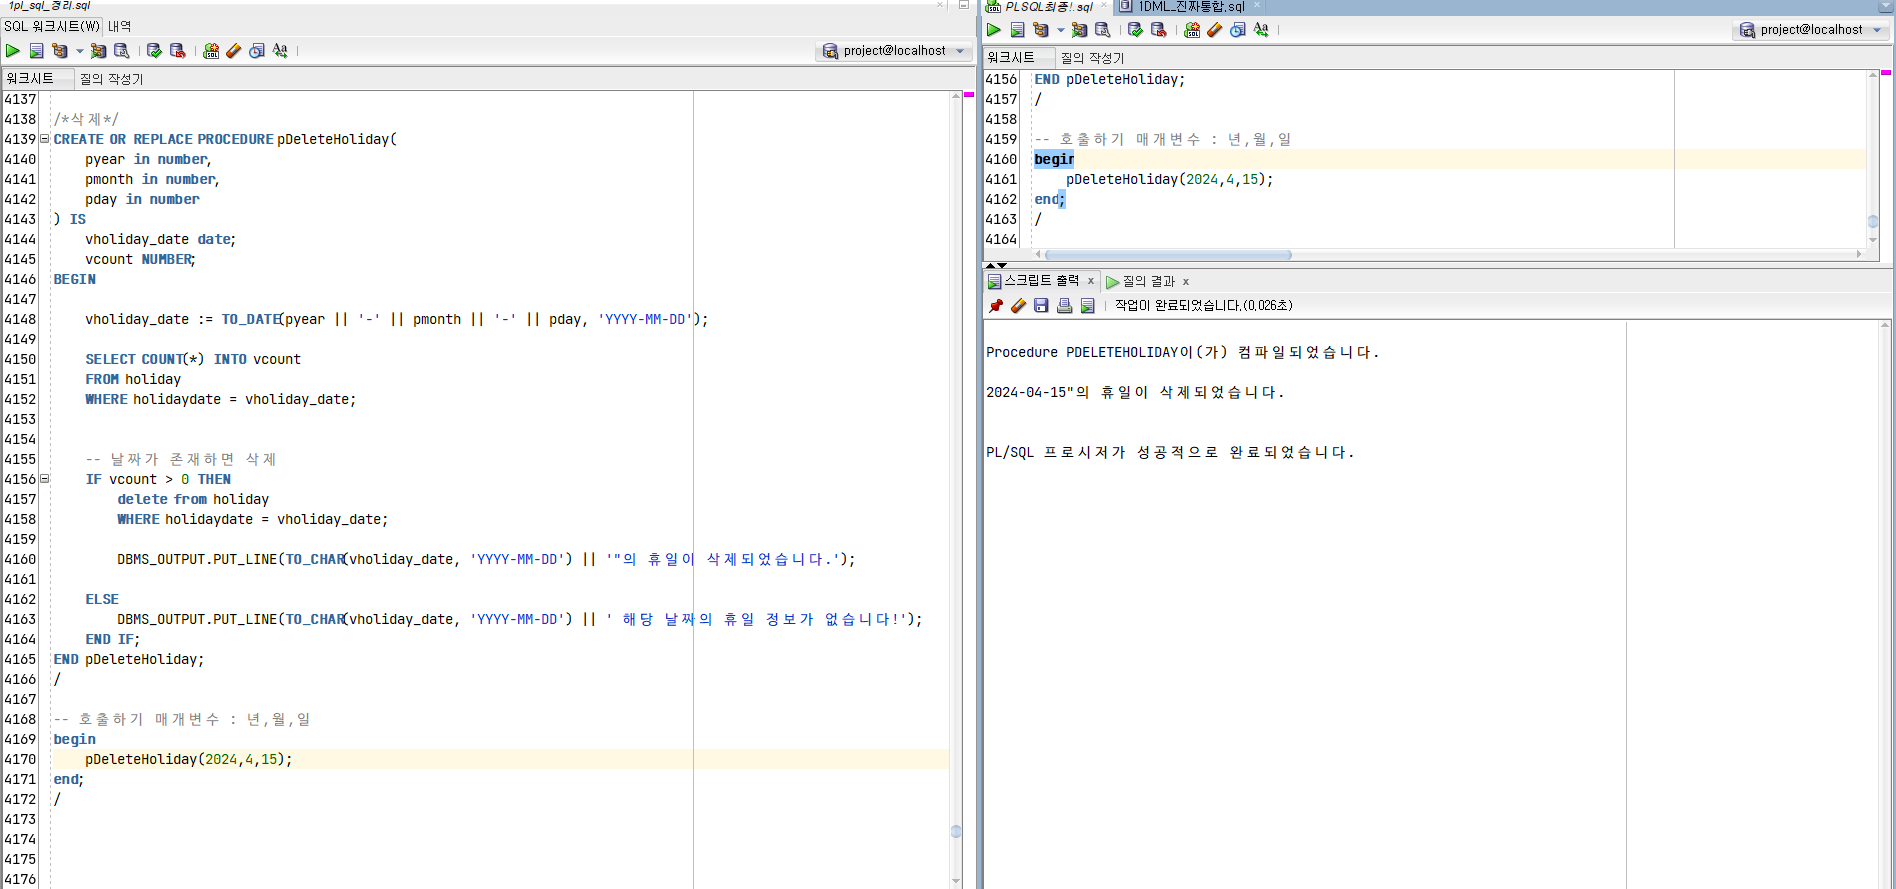 1pl_sql_경리.sql
SQL 워크시트(W) 내역
project@localhost
워크시트 질의 작성기
4137
4138 /*삭제*/
4139 CREATE OR REPLACE PROCEDURE pDeleteHoliday(
4140 pyear in number,
4141 pmonth in number,
4142 pday in number
4143 ) IS
4144 vholiday_date date;
4145 vcount NUMBER;
4146 BEGIN
4147
4148 vholiday_date := TO_DATE(pyear || '-' || pmonth || '-' || pday, 'YYYY-MM-DD');
4149
4150 SELECT COUNT(*) INTO vcount
4151 FROM holiday
4152 WHERE holidaydate = vholiday_date;
4153
4154
4155 -- 날짜가 존재하면 삭제
4156 IF vcount > 0 THEN
4157 delete from holiday
4158 WHERE holidaydate = vholiday_date;
4159
4160 DBMS_OUTPUT.PUT_LINE(TO_CHAR(vholiday_date, 'YYYY-MM-DD') || '"의 휴일이 삭제되었습니다.');
4161
4162 ELSE
4163 DBMS_OUTPUT.PUT_LINE(TO_CHAR(vholiday_date, 'YYYY-MM-DD') || ' 해당 날짜의 휴일 정보가 없습니다!');
4164 END IF;
4165 END pDeleteHoliday;
4166 /
4167
4168 -- 호출하기 매개변수 : 년,월,일
4169 begin
4170 pDeleteHoliday(2024,4,15);
4171 end;
4172 /
4173
4174
4175
4176
PLSQL최종!.sql 1DML_진짜통합.sql
project@localhost
워크시트 질의 작성기
4156 END pDeleteHoliday;
4157 /
4158
4159 -- 호출하기 매개변수 : 년,월,일
4160 begin
4161 pDeleteHoliday(2024,4,15);
4162 end;
4163 /
4164
스크립트 출력 x 질의 결과 x
작업이 완료되었습니다.(0.026초)
Procedure PDELETEHOLIDAY이(가) 컴파일되었습니다.
2024-04-15"의 휴일이 삭제되었습니다.
PL/SQL 프로시저가 성공적으로 완료되었습니다.